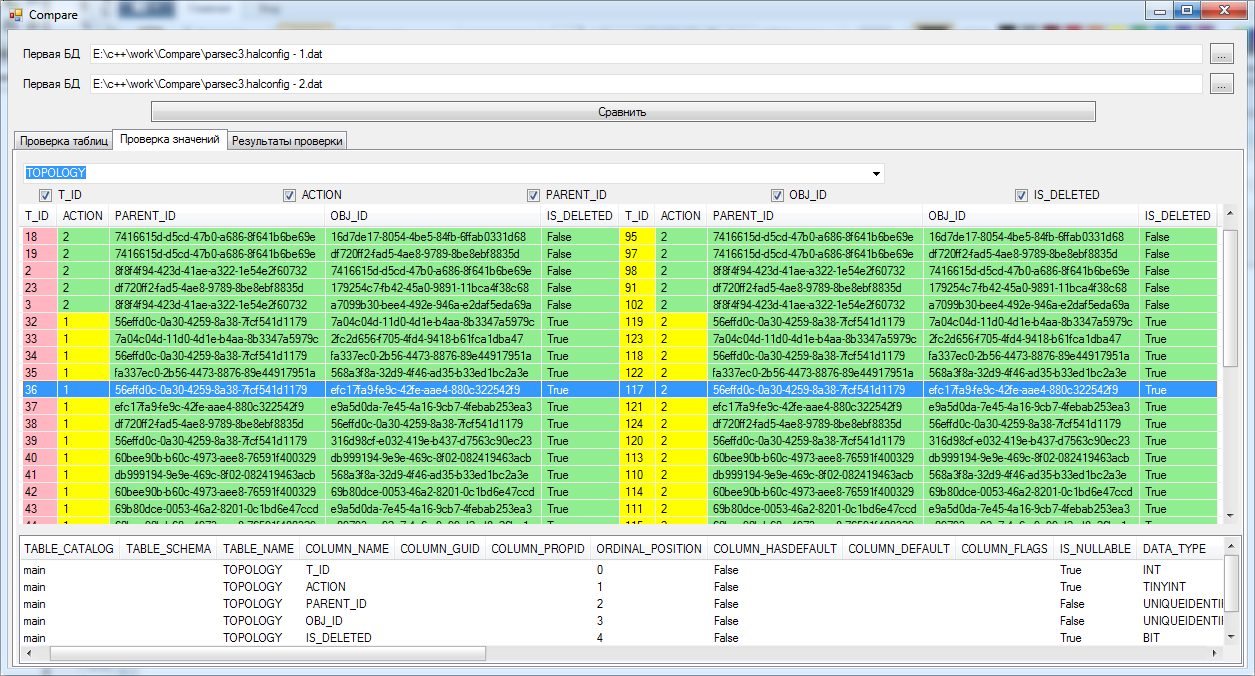 Compare
Первая БД E:\c++\work\Compare\parsec3.halconfig - 1.dat ...
Первая БД E:\c++\work\Compare\parsec3.halconfig - 2.dat ...
Сравнить
Проверка таблиц Проверка значений Результаты проверки
TOPOLOGY
T_ID ACTION PARENT_ID OBJ_ID IS_DELETED
T_ID ACTION PARENT_ID OBJ_ID IS_DELETED T_ID ACTION PARENT_ID OBJ_ID IS_DELETED
18 2 7416615d-d5cd-47b0-a686-8f641b6be69e 16d7de17-8054-4be5-84fb-6ffab0331d68 False 95 2 7416615d-d5cd-47b0-a686-8f641b6be69e 16d7de17-8054-4be5-84fb-6ffab0331d68 False
19 2 7416615d-d5cd-47b0-a686-8f641b6be69e df720ff2-fad5-4ae8-9789-8be8ebf8835d False 97 2 7416615d-d5cd-47b0-a686-8f641b6be69e df720ff2-fad5-4ae8-9789-8be8ebf8835d False
2 2 8f8f4f94-423d-41ae-a322-1e54e2f60732 7416615d-d5cd-47b0-a686-8f641b6be69e False 98 2 8f8f4f94-423d-41ae-a322-1e54e2f60732 7416615d-d5cd-47b0-a686-8f641b6be69e False
23 2 df720ff2-fad5-4ae8-9789-8be8ebf8835d 179254c7-fb42-45a0-9891-11bca4f38c68 False 91 2 df720ff2-fad5-4ae8-9789-8be8ebf8835d 179254c7-fb42-45a0-9891-11bca4f38c68 False
3 2 8f8f4f94-423d-41ae-a322-1e54e2f60732 a7099b30-bee4-492e-946a-e2daf5eda69a False 102 2 8f8f4f94-423d-41ae-a322-1e54e2f60732 a7099b30-bee4-492e-946a-e2daf5eda69a False
32 1 56effd0c-0a30-4259-8a38-7fcf541d1179 7a04c04d-11d0-4d1e-b4aa-8b3347a5979c True 119 2 56effd0c-0a30-4259-8a38-7fcf541d1179 7a04c04d-11d0-4d1e-b4aa-8b3347a5979c True
33 1 7a04c04d-11d0-4d1e-b4aa-8b3347a5979c 2fc2d656-f705-4fd4-9418-b61fca1dba47 True 123 2 7a04c04d-11d0-4d1e-b4aa-8b3347a5979c 2fc2d656-f705-4fd4-9418-b61fca1dba47 True
34 1 56effd0c-0a30-4259-8a38-7fcf541d1179 fa337ec0-2b56-4473-8876-89e44917951a True 118 2 56effd0c-0a30-4259-8a38-7fcf541d1179 fa337ec0-2b56-4473-8876-89e44917951a True
35 1 fa337ec0-2b56-4473-8876-89e44917951a 56effd0c-0a30-4259-8a38-7fcf541d1179 True 122 2 fa337ec0-2b56-4473-8876-89e44917951a 56effd0c-0a30-4259-8a38-7fcf541d1179 True
36 1 56effd0c-0a30-4259-8a38-7fcf541d1179 efc17fa9-fe9c-42fe-aae4-880c322542f9 True 117 2 56effd0c-0a30-4259-8a38-7fcf541d1179 efc17fa9-fe9c-42fe-aae4-880c322542f9 True
37 1 efc17fa9-fe9c-42fe-aae4-880c322542f9 e9a5d0da-7e45-4a16-9cb7-4febab253ea3 True 121 2 efc17fa9-fe9c-42fe-aae4-880c322542f9 e9a5d0da-7e45-4a16-9cb7-4febab253ea3 True
38 1 df720ff2-fad5-4ae8-9789-8be8ebf8835d 56effd0c-0a30-4259-8a38-7fcf541d1179 True 124 2 df720ff2-fad5-4ae8-9789-8be8ebf8835d 56effd0c-0a30-4259-8a38-7fcf541d1179 True
39 1 56effd0c-0a30-4259-8a38-7fcf541d1179 316d98cf-e032-419e-b437-d7563c90ec23 True 120 2 56effd0c-0a30-4259-8a38-7fcf541d1179 316d98cf-e032-419e-b437-d7563c90ec23 True
40 1 60bee90b-b60c-4973-aee8-76591f400329 db999194-9e9e-469c-8f02-082419463acb True 113 2 60bee90b-b60c-4973-aee8-76591f400329 db999194-9e9e-469c-8f02-082419463acb True
41 1 db999194-9e9e-469c-8f02-082419463acb 568a3f8a-32d9-4f46-ad35-b33ed1bc2a3e True 110 2 db999194-9e9e-469c-8f02-082419463acb 568a3f8a-32d9-4f46-ad35-b33ed1bc2a3e True
42 1 60bee90b-b60c-4973-aee8-76591f400329 69b80dce-0053-46a2-8201-0c1bd6e47ccd True 114 2 60bee90b-b60c-4973-aee8-76591f400329 69b80dce-0053-46a2-8201-0c1bd6e47ccd True
43 1 69b80dce-0053-46a2-8201-0c1bd6e47ccd e9a5d0da-7e45-4a16-9cb7-4febab253ea3 True 111 2 69b80dce-0053-46a2-8201-0c1bd6e47ccd e9a5d0da-7e45-4a16-9cb7-4febab253ea3 True
TABLE_CATALOG TABLE_SCHEMA TABLE_NAME COLUMN_NAME COLUMN_GUID COLUMN_PROPID ORDINAL_POSITION COLUMN_HASDEFAULT COLUMN_DEFAULT COLUMN_FLAGS IS_NULLABLE DATA_TYPE
main TOPOLOGY T_ID 0 False True INT
main TOPOLOGY ACTION 1 False True TINYINT
main TOPOLOGY PARENT_ID 2 False False UNIQUEIDENTI
main TOPOLOGY OBJ_ID 3 False False UNIQUEIDENTI
main TOPOLOGY IS_DELETED 4 False True BIT